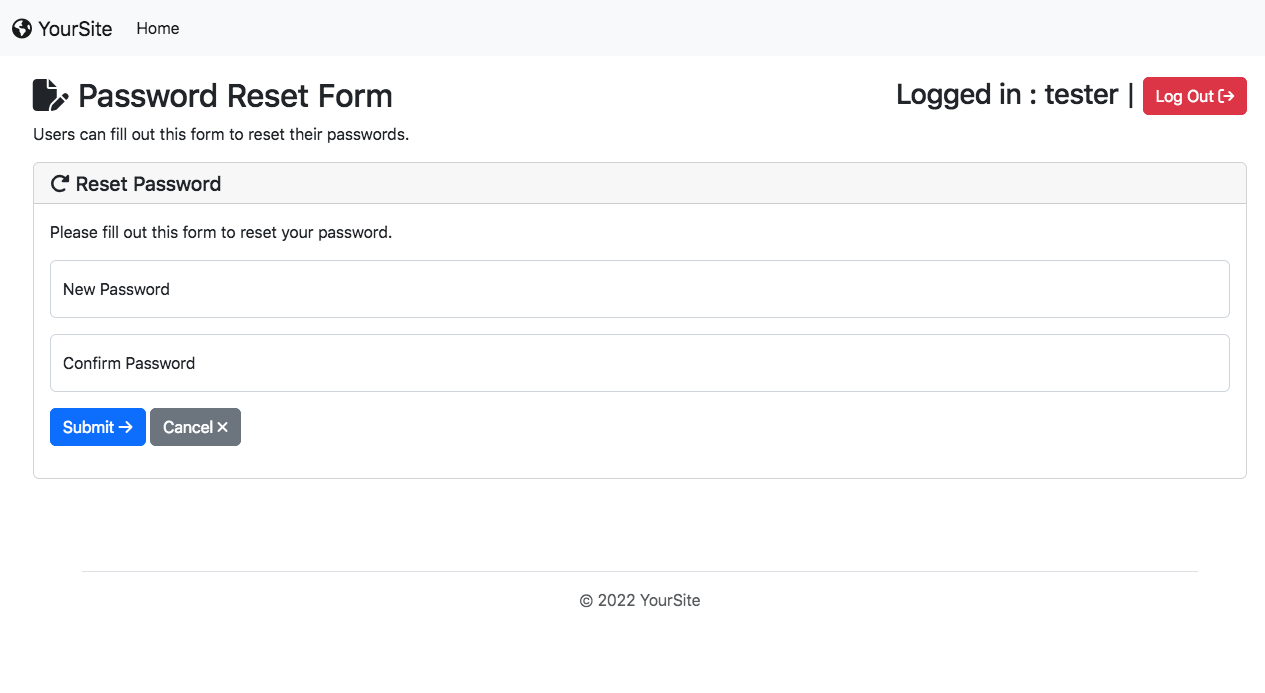 YourSite Home
Password Reset Form
Logged in : tester | Log Out
Users can fill out this form to reset their passwords.
Reset Password
Please fill out this form to reset your password.
New Password
Confirm Password
Submit Cancel
© 2022 YourSite